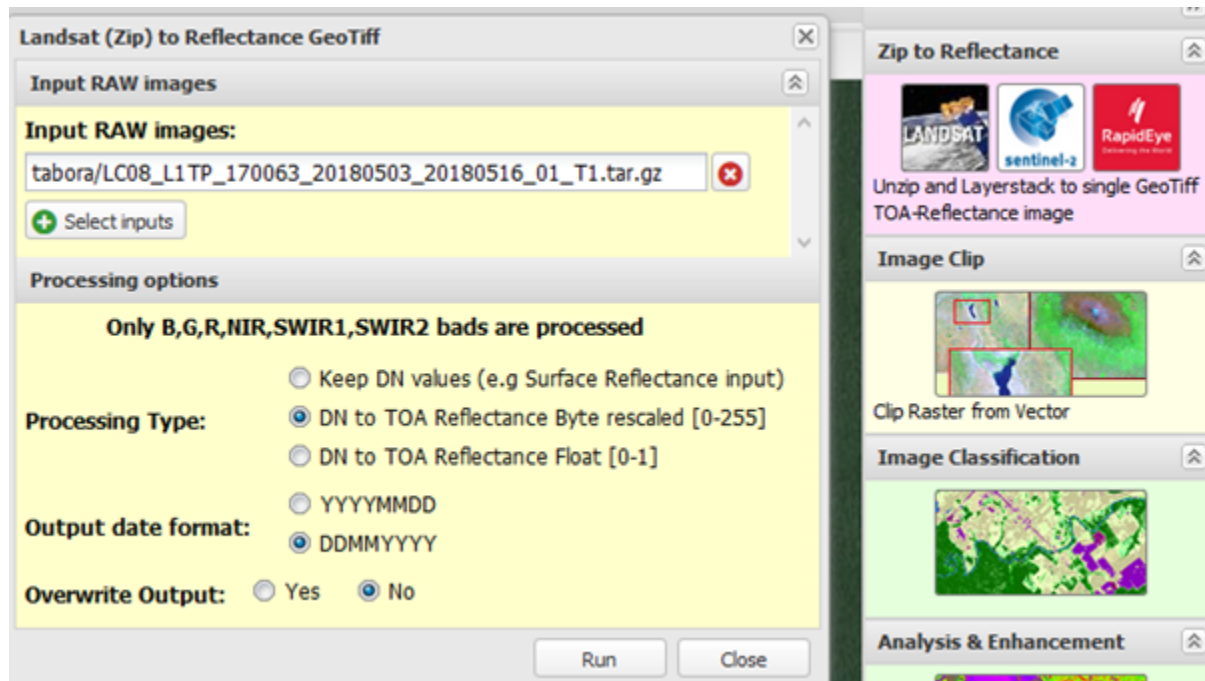 Landsat (Zip) to Reflectance GeoTiff
Input RAW images
Input RAW images:
tabora/LC08_L1TP_170063_20180503_20180516_01_T1.tar.gz
Select inputs
Processing options
Only B,G,R,NIR,SWIR1,SWIR2 bads are processed
Processing Type:
Keep DN values (e.g Surface Reflectance input)
DN to TOA Reflectance Byte rescaled [0-255]
DN to TOA Reflectance Float [0-1]
Output date format:
YYYYMMDD
DDMMYYYY
Overwrite Output:
Yes
No
Run
Close
Zip to Reflectance
LANDSAT
sentinel-2
RapidEye
Delivering the World
Unzip and Layerstack to single GeoTiff
TOA-Reflectance image
Image Clip
Clip Raster from Vector
Image Classification
Analysis & Enhancement